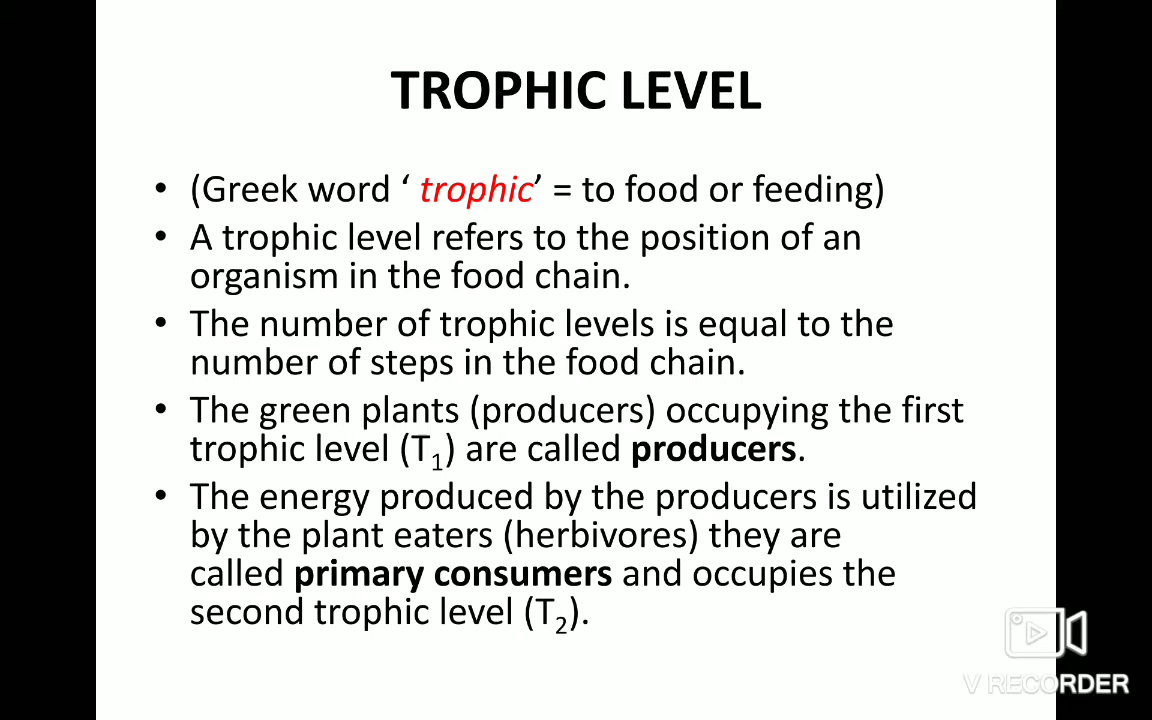 TROPHIC LEVEL
• (Greek word ‘ trophic’ = to food or feeding)
• A trophic level refers to the position of an
organism in the food chain.
• The number of trophic levels is equal to the
number of steps in the food chain.
• The green plants (producers) occupying the first
trophic level (T₁) are called producers.
• The energy produced by the producers is utilized
by the plant eaters (herbivores) they are
called primary consumers and occupies the
second trophic level (T₂).
V RECORDER